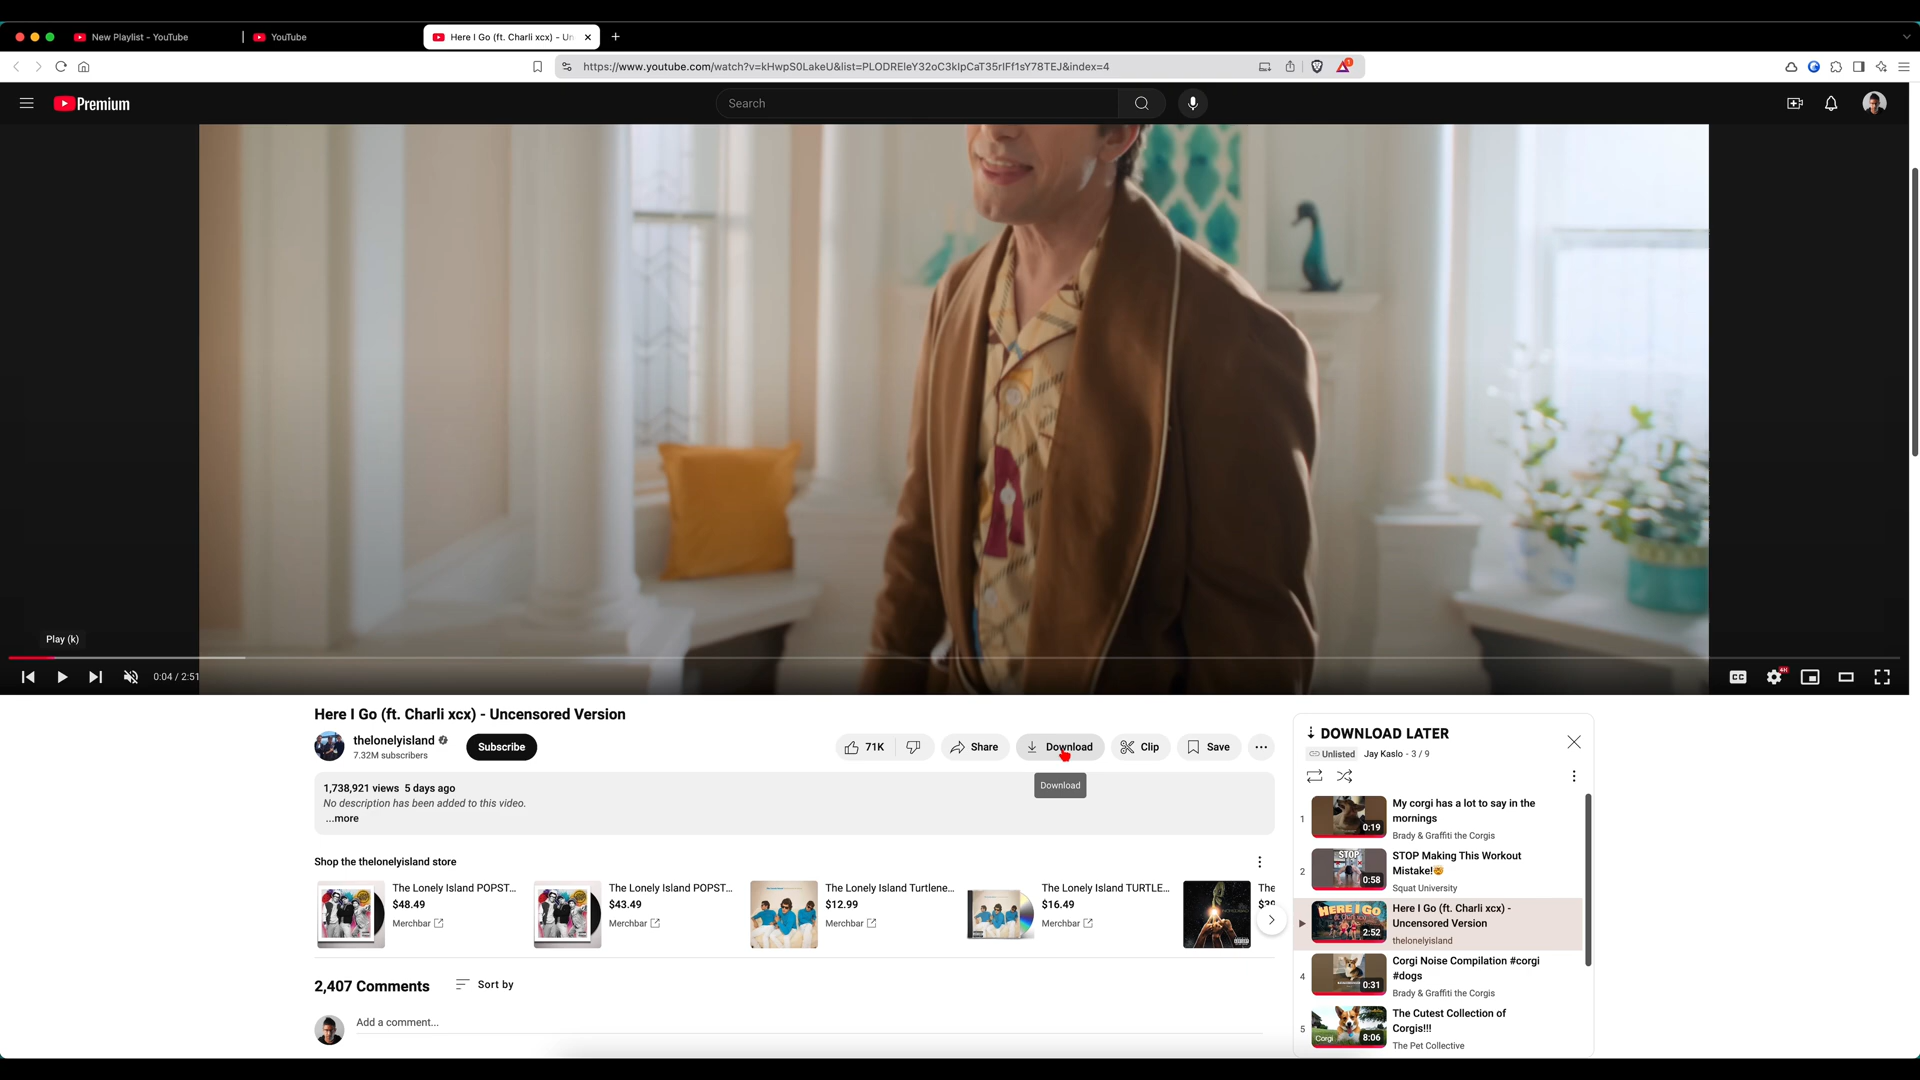 New Playlist - YouTube
YouTube
Here I Go (ft. Charli xcx) - Un
https://www.youtube.com/watch?v=kHwpS0LakeU&list=PLODREleY32oC3klpCaT35rIFf1sY78TEJ&index=4
Premium
Search
Play (k)
0:04 / 2:51
CC
4K
Here I Go (ft. Charli xcx) - Uncensored Version
thelonelyisland
7.32M subscribers
Subscribe
71K
Share
Download
Clip
Save
Download
1,738,921 views 5 days ago
No description has been added to this video.
...more
Shop the thelonelyisland store
The Lonely Island POPST...
$48.49
Merchbar
The Lonely Island POPST...
$43.49
Merchbar
The Lonely Island Turtlene...
$12.99
Merchbar
The Lonely Island TURTLE...
$16.49
Merchbar
The
2,407 Comments
Sort by
Add a comment...
DOWNLOAD LATER
Unlisted Jay Kaslo - 3 / 9
1
0:19
My corgi has a lot to say in the
mornings
Brady & Graffiti the Corgis
2
STOP
0:58
STOP Making This Workout
Mistake!🤯
Squat University
HERE I GO
2:52
Here I Go (ft. Charli xcx) -
Uncensored Version
thelonelyisland
4
0:31
Corgi Noise Compilation #corgi
#dogs
Brady & Graffiti the Corgis
5
Corgi
8:06
The Cutest Collection of
Corgis!!!
The Pet Collective